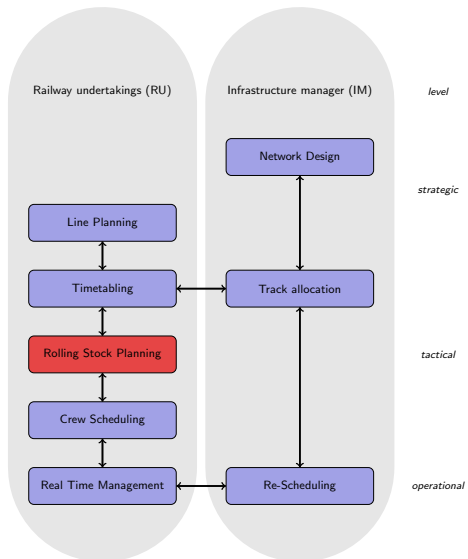 Railway undertakings (RU) Infrastructure manager (IM) level
Network Design
strategic
Line Planning
Timetabling Track allocation
Rolling Stock Planning tactical
Crew Scheduling
Real Time Management Re-Scheduling operational